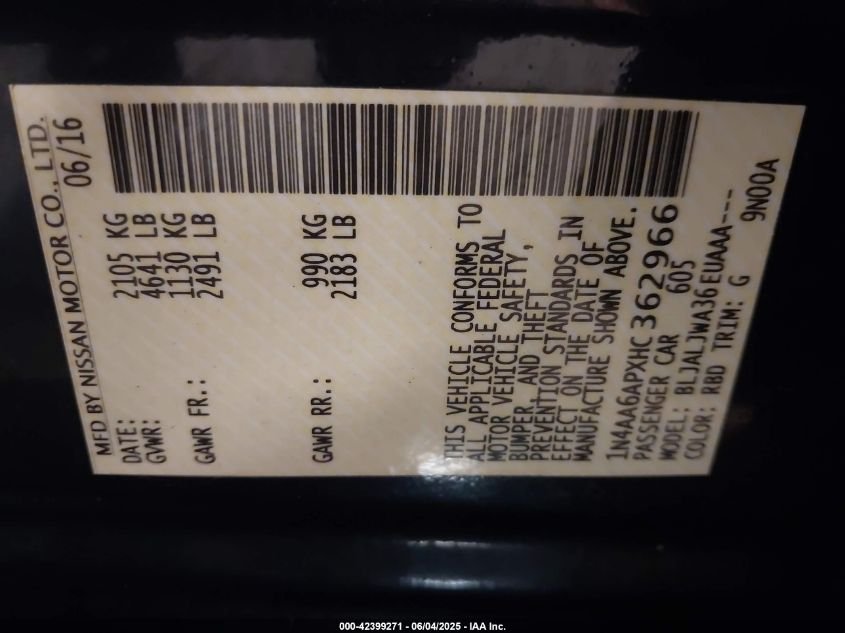 MFD BY NISSAN MOTOR CO., LTD.
DATE: 06/16
GVWR: 2105 KG
4641 LB
GAWR FR.: 1130 KG
2491 LB
GAWR RR.: 990 KG
2183 LB
THIS VEHICLE CONFORMS TO
ALL APPLICABLE FEDERAL
MOTOR VEHICLE SAFETY,
BUMPER, AND THEFT
PREVENTION STANDARDS IN
EFFECT ON THE DATE OF
MANUFACTURE SHOWN ABOVE.
1N4AA6APXHC362966
PASSENGER CAR 605
MODEL: BLJALJWA36EUAAA---
COLOR: RBD TRIM: G 9N00A
000-42399271 - 06/04/2025 - IAA Inc.